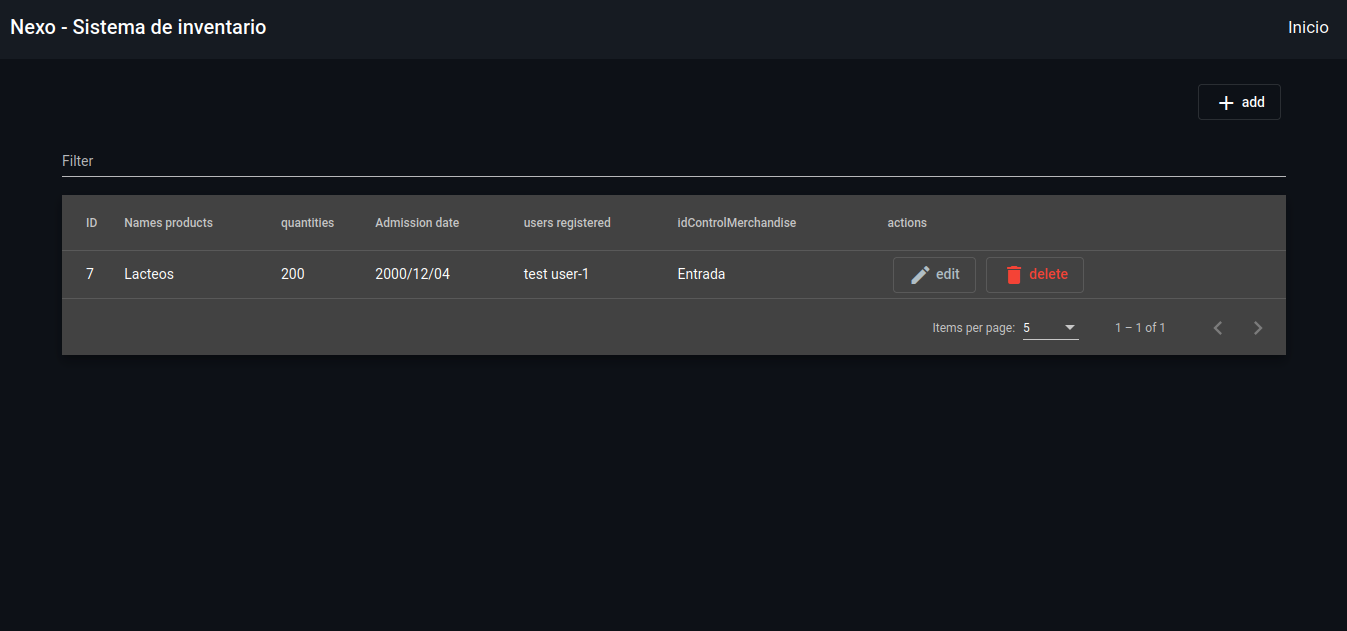 Nexo - Sistema de inventario Inicio
add
Filter
ID Names products quantities Admission date users registered idControlMerchandise actions
7 Lacteos 200 2000/12/04 test user-1 Entrada edit delete
Items per page: 5 1 – 1 of 1